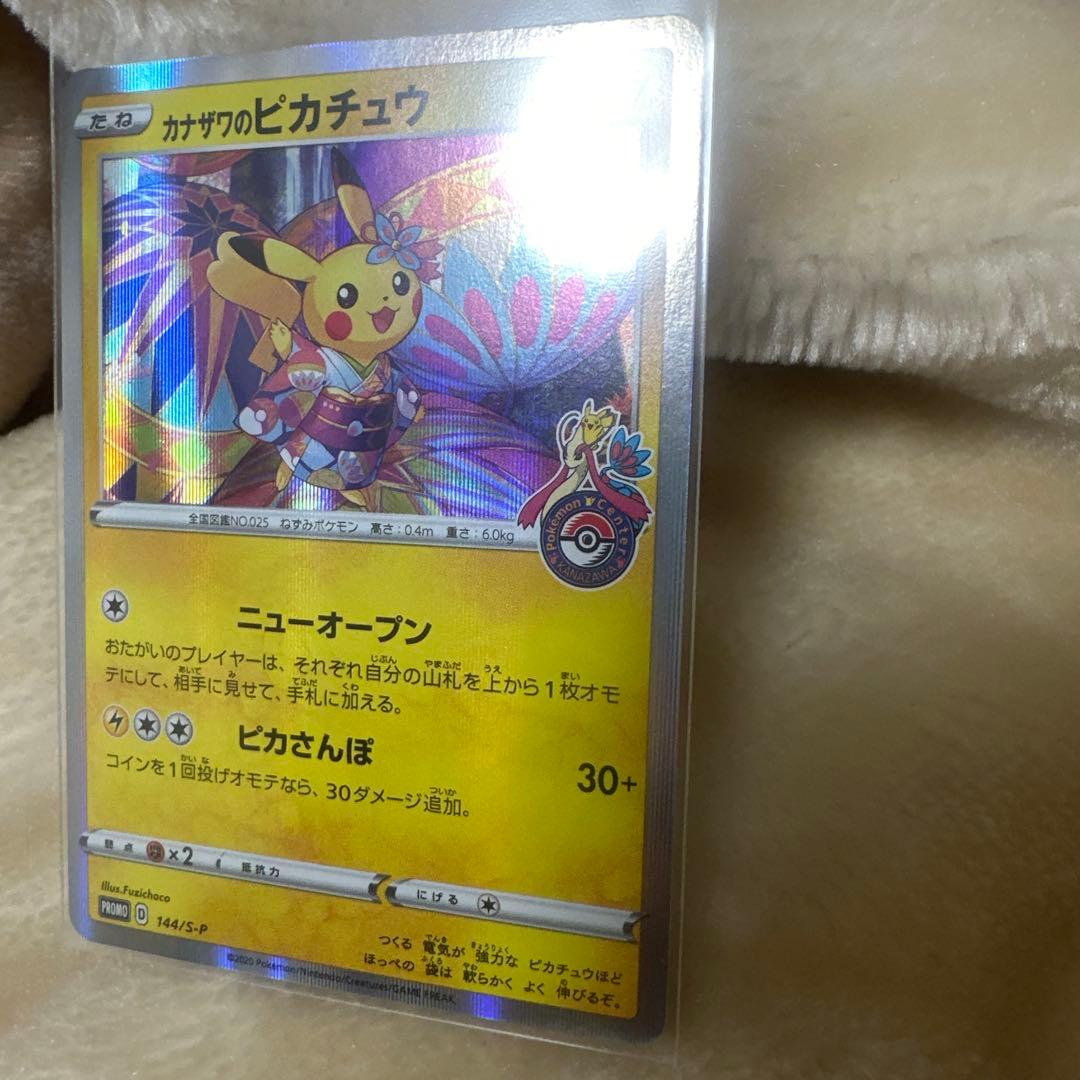 たね
カナザワのピカチュウ
全国図鑑NO.025 ねずみポケモン 高さ:0.4m 重さ:6.0kg
Pokémon Center
KANAZAWA
ニューオープン
おたがいのプレイヤーは、それぞれ自分の山札を上から1枚オモ
テにして、相手に見せて、手札に加える。
ピカさんぽ 30+
コインを1回投げオモテなら、30ダメージ追加。
弱点 ×2 抵抗力 にげる
Illus.Fuzichoco
PROMO D 144/S-P
つくる 電気が 強力な ピカチュウほど
ほっぺの 袋は 軟らかく よく 伸びるぞ。
©2020 Pokémon/Nintendo/Creatures/GAME FREAK